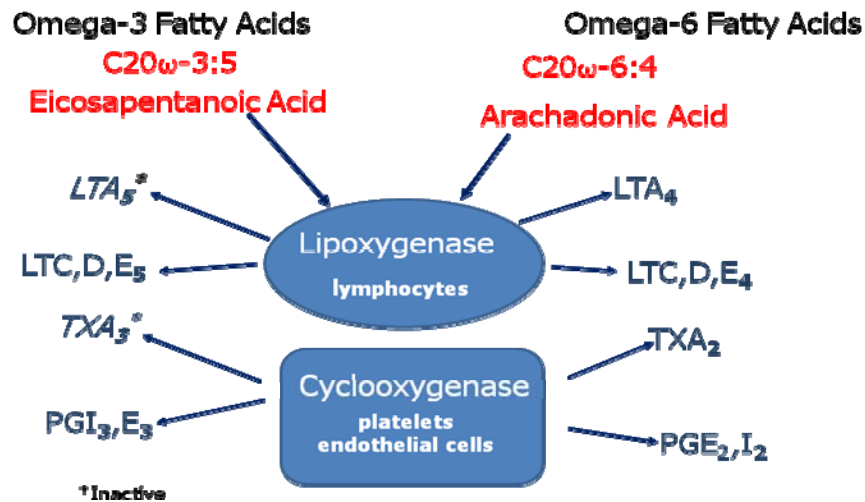 Omega-3 Fatty Acids
Omega-6 Fatty Acids
C20ω-3:5
Eicosapentanoic Acid
C20ω-6:4
Arachadonic Acid
LTA₅*
LTA₄
Lipoxygenase
lymphocytes
LTC,D,E₅
LTC,D,E₄
TXA₃*
TXA₂
Cyclooxygenase
platelets
endothelial cells
PGI₃,E₃
PGE₂,I₂
*Inactive